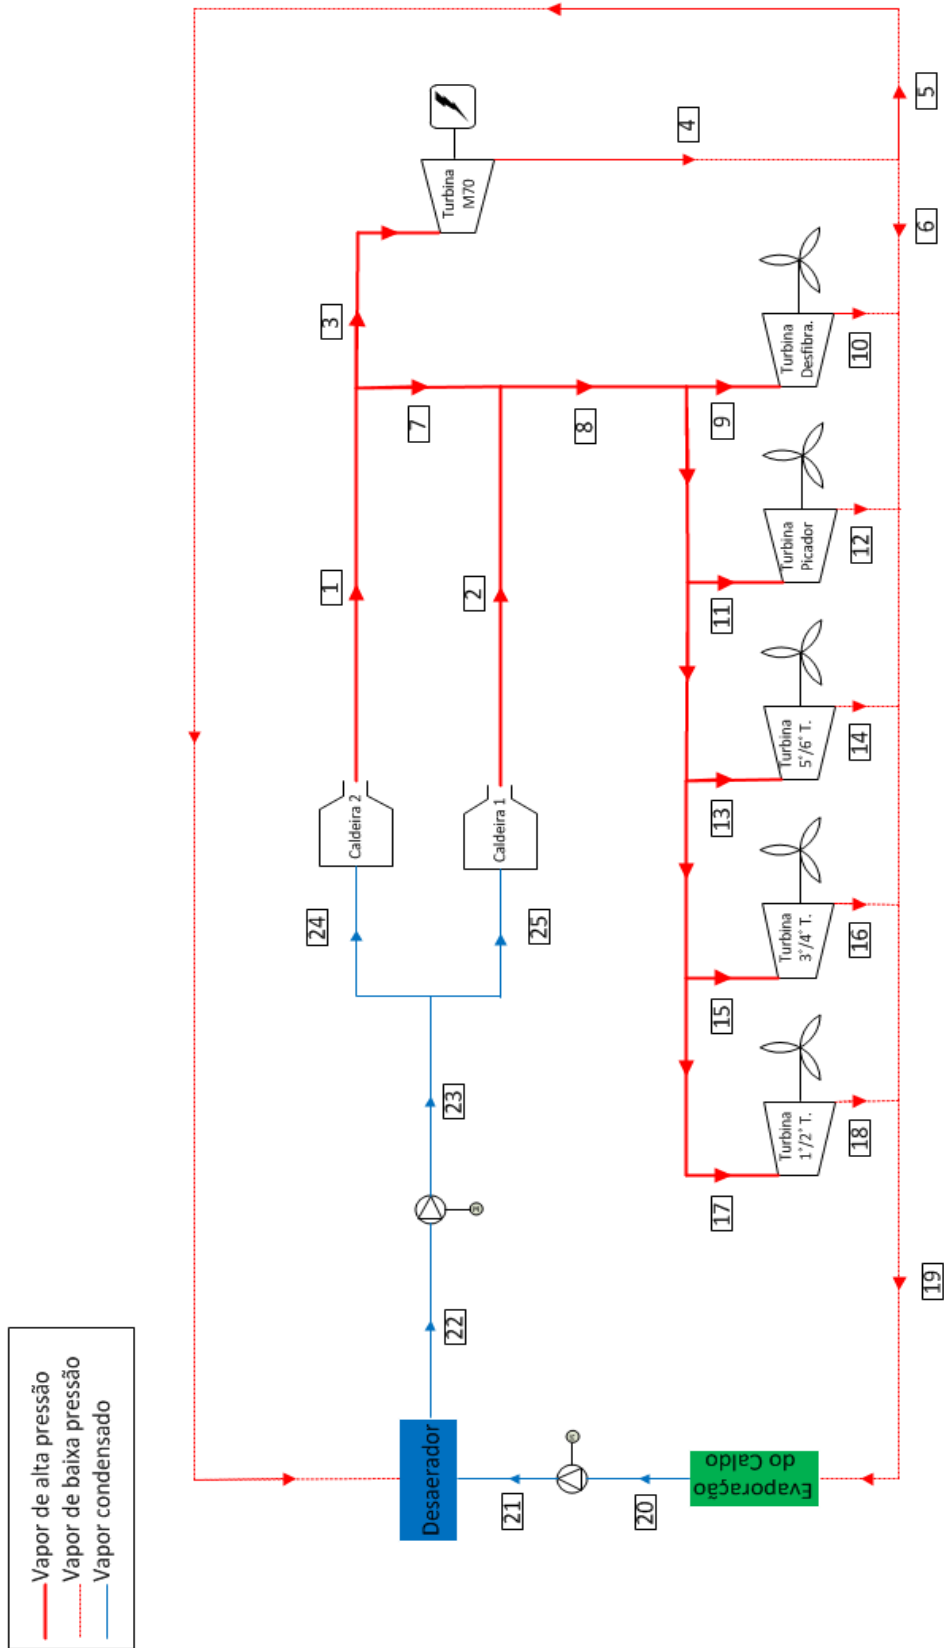 Vapor de alta pressão
Vapor de baixa pressão
Vapor condensado
Desaerador
Evaporação
do Caldo
Caldeira 2
Caldeira 1
Turbina
M70
Turbina
1°/2° T.
Turbina
3°/4° T.
Turbina
5°/6° T.
Turbina
Picador
Turbina
Desfibra.
1
2
3
4
5
6
7
8
9
10
11
12
13
14
15
16
17
18
19
20
21
22
23
24
25